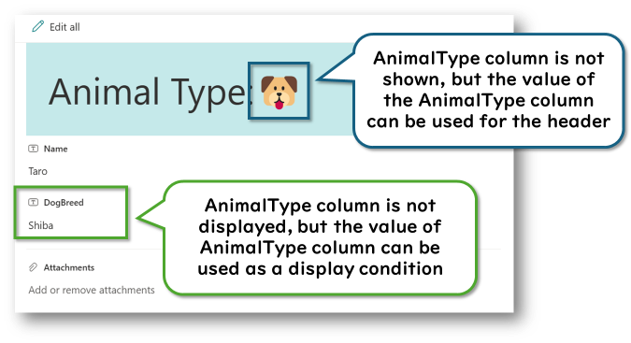 Edit all
Animal Type:
AnimalType column is not
shown, but the value of
the AnimalType column
can be used for the header
Name
Taro
DogBreed
Shiba
AnimalType column is not
displayed, but the value of
AnimalType column can be
used as a display condition
Attachments
Add or remove attachments